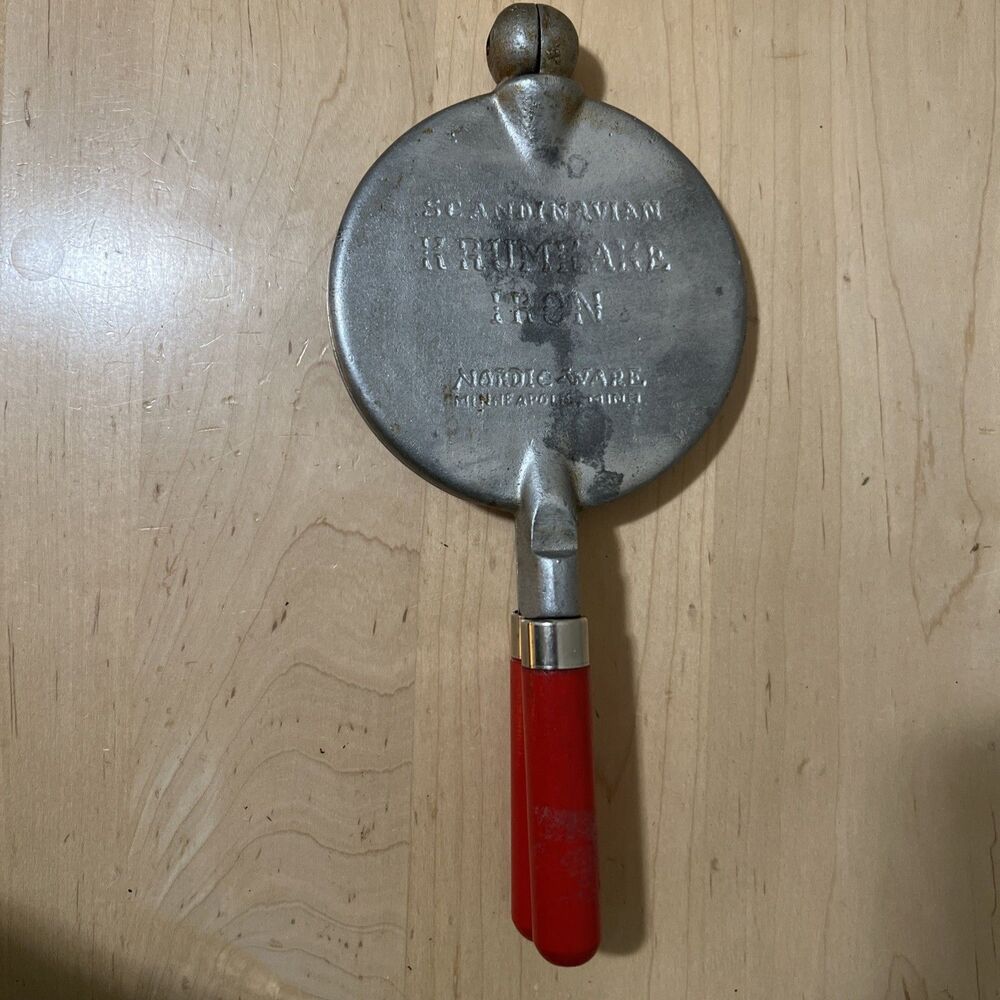 SCANDINAVIAN
KRUMKAKE
IRON
NORDIC WARE
MINNEAPOLIS MINN